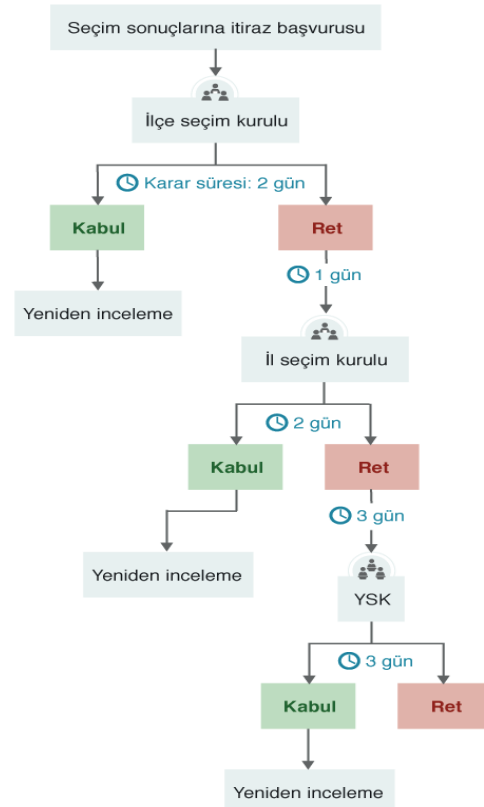 Seçim sonuçlarına itiraz başvurusu
İlçe seçim kurulu
Karar süresi: 2 gün
Kabul
Ret
1 gün
Yeniden inceleme
İl seçim kurulu
2 gün
Kabul
Ret
3 gün
Yeniden inceleme
YSK
3 gün
Kabul
Ret
Yeniden inceleme